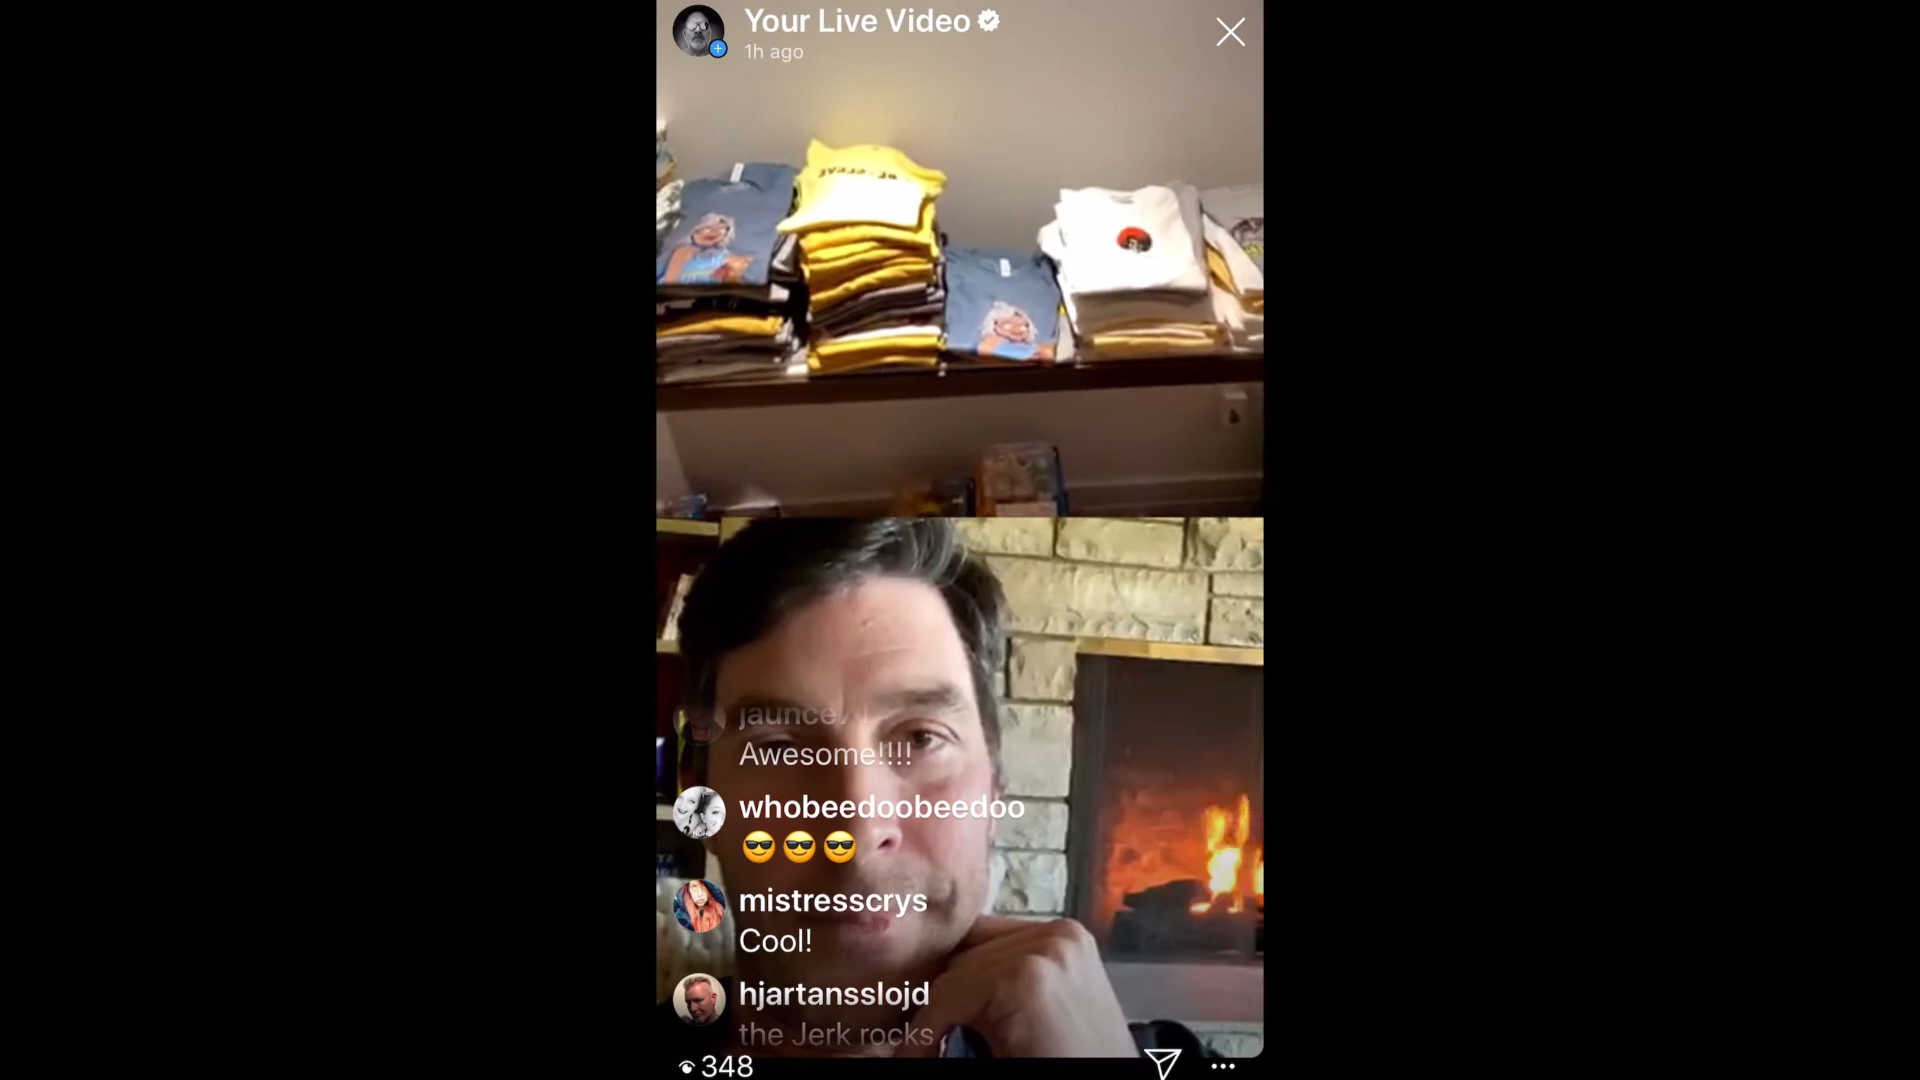 Your Live Video
1h ago
Awesome!!!!
whobeedoobeedoo
😎😎😎
mistresscrys
Cool!
hjartansslojd
the Jerk rocks
348